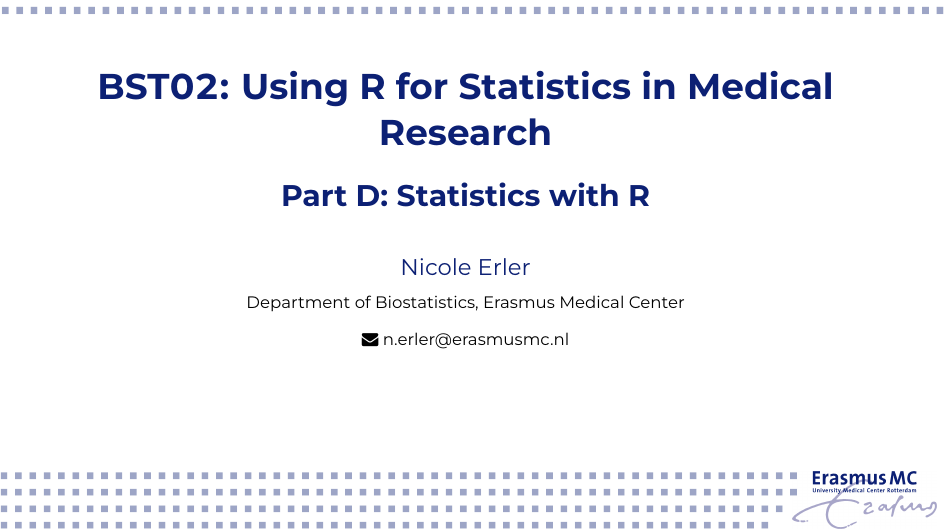 BST02: Using R for Statistics in Medical
Research
Part D: Statistics with R
Nicole Erler
Department of Biostatistics, Erasmus Medical Center
n.erler@erasmusmc.nl
Erasmus MC
University Medical Center Rotterdam
Erasmus